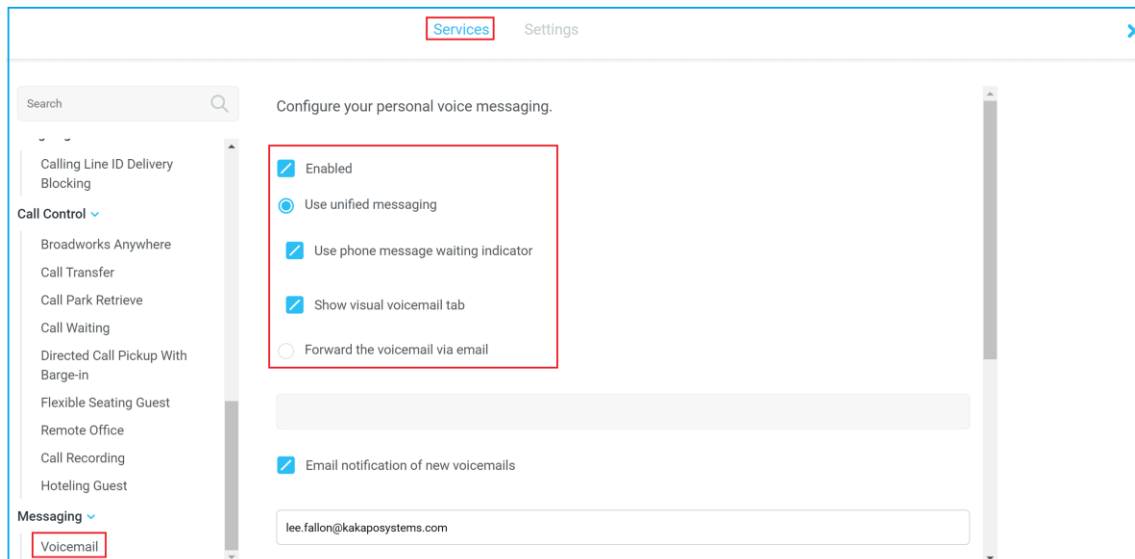 Services Settings
Search
Calling Line ID Delivery
Blocking
Call Control
Broadworks Anywhere
Call Transfer
Call Park Retrieve
Call Waiting
Directed Call Pickup With
Barge-in
Flexible Seating Guest
Remote Office
Call Recording
Hoteling Guest
Messaging
Voicemail
Configure your personal voice messaging.
Enabled
Use unified messaging
Use phone message waiting indicator
Show visual voicemail tab
Forward the voicemail via email
Email notification of new voicemails
lee.fallon@kakaposystems.com